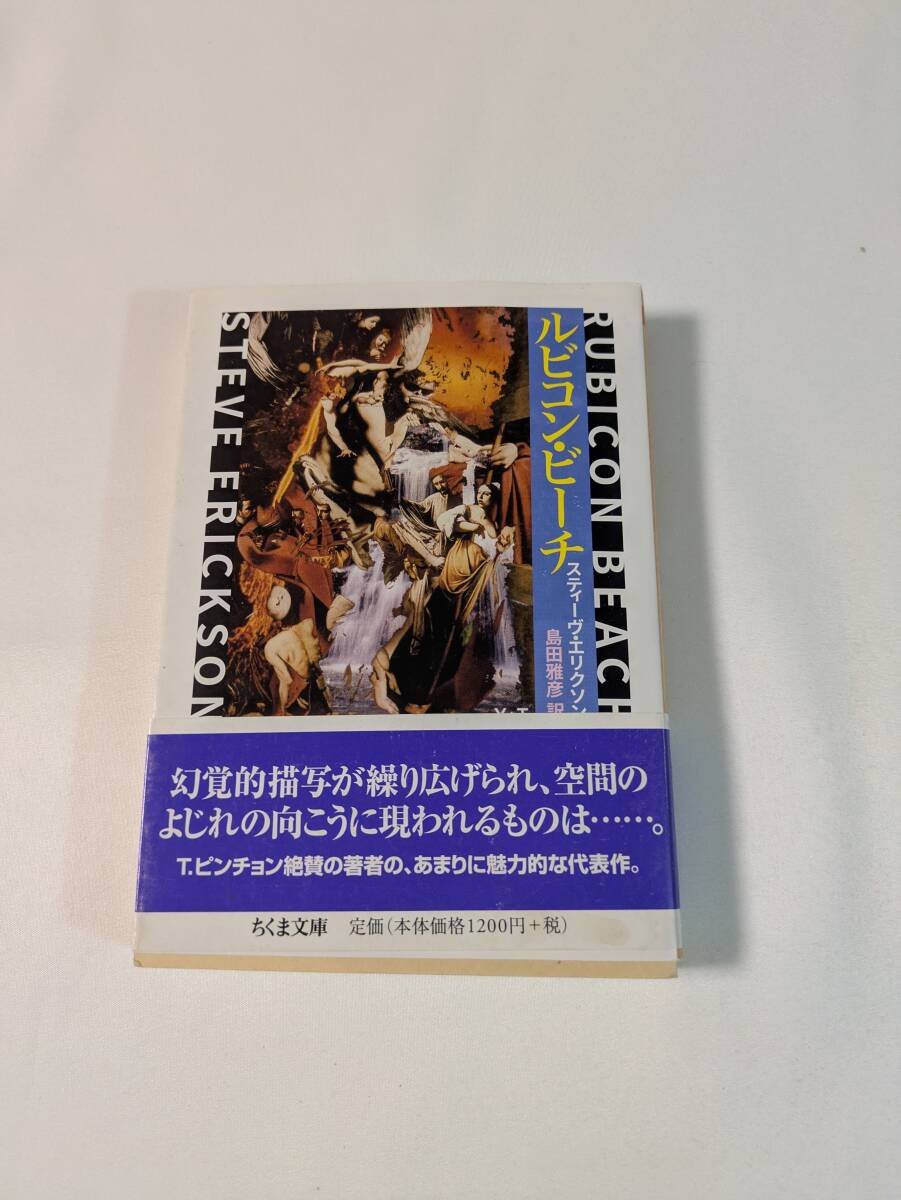 RUBICON BEACH
ルビコン・ビーチ
スティーヴ・エリクソン
島田雅彦 訳
STEVE ERICKSON
Y.T
幻覚的描写が繰り広げられ、空間の
よじれの向こうに現われるものは……。
T.ピンチョン絶賛の著者の、あまりに魅力的な代表作。
ちくま文庫 定価(本体価格1200円+税)